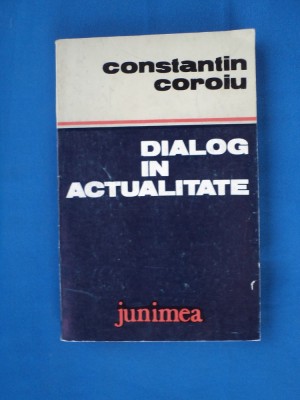 constantin
coroiu
DIALOG
IN
ACTUALITATE
junimea